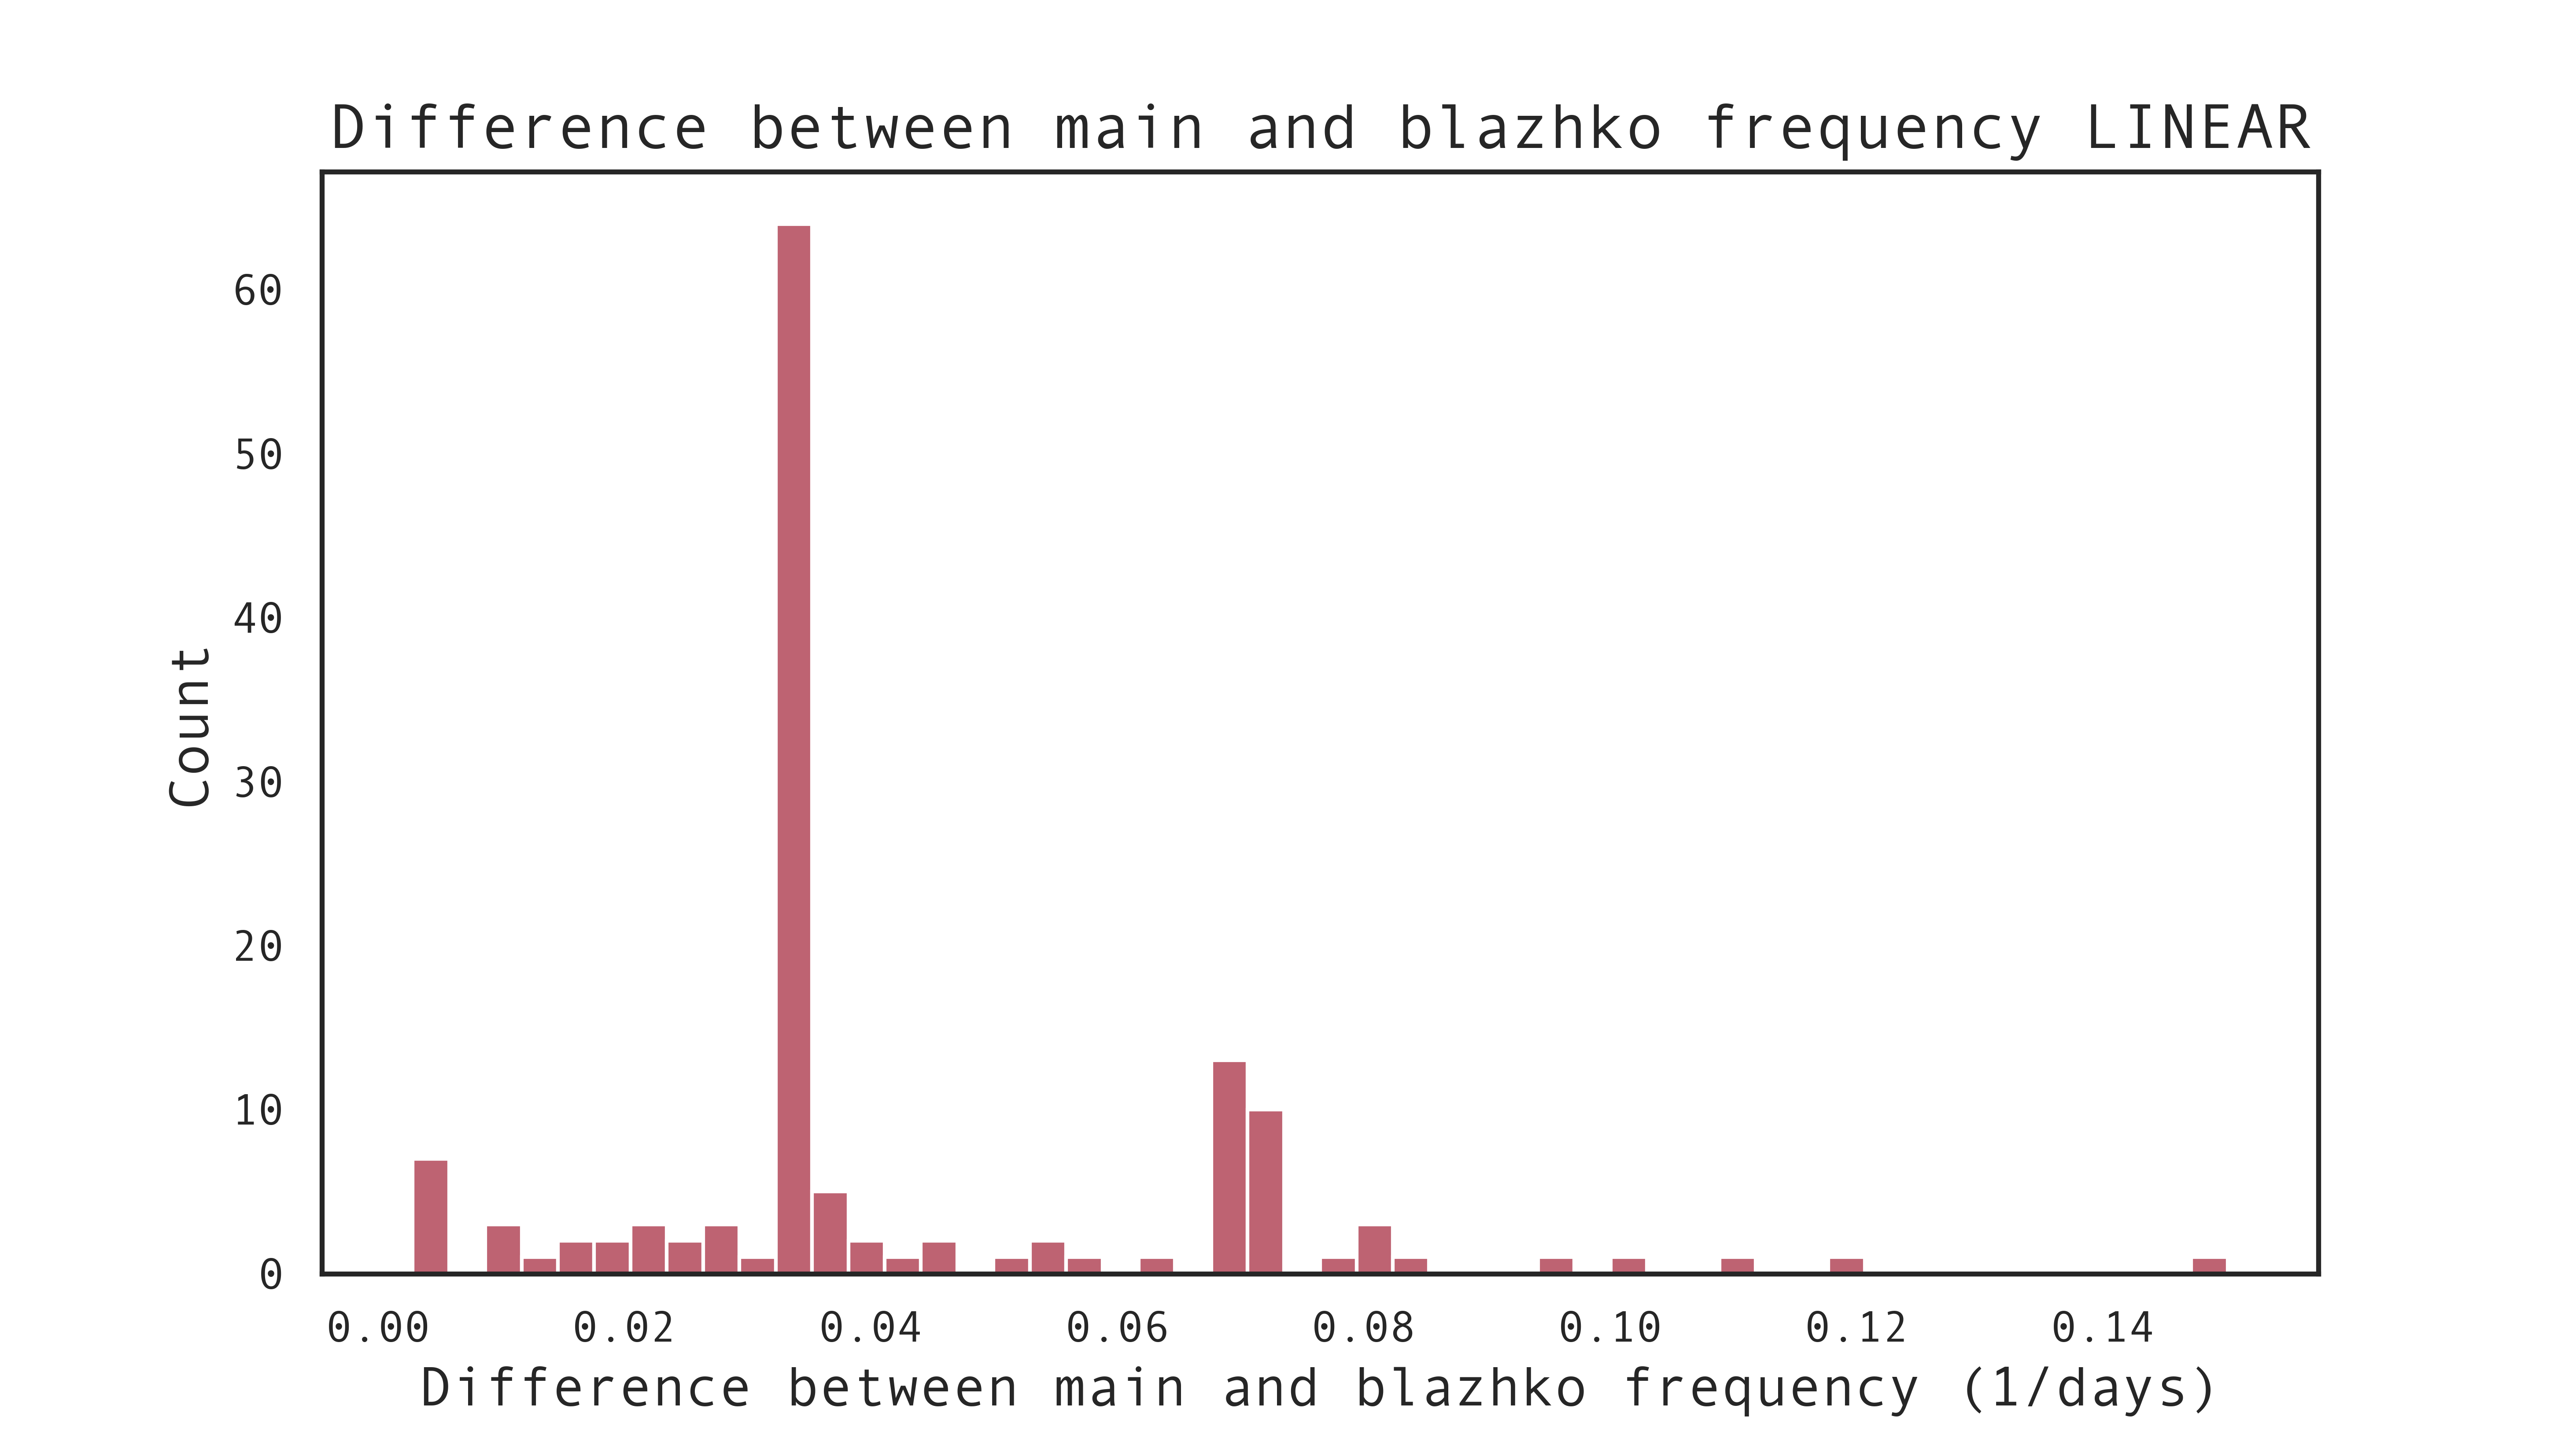 Difference between main and blazhko frequency LINEAR
60
50
40
30
20
10
0
Count
0.00 0.02 0.04 0.06 0.08 0.10 0.12 0.14
Difference between main and blazhko frequency (1/days)